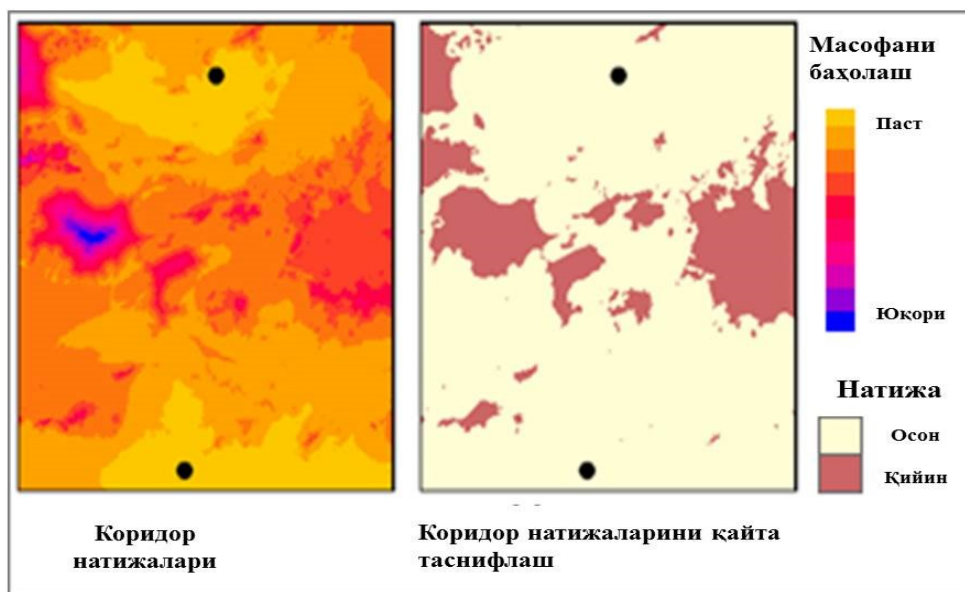 Масофани
баҳолаш
Паст
Юқори
Натижа
Осон
Қийин
Коридор
натижалари
Коридор натижаларини қайта
таснифлаш